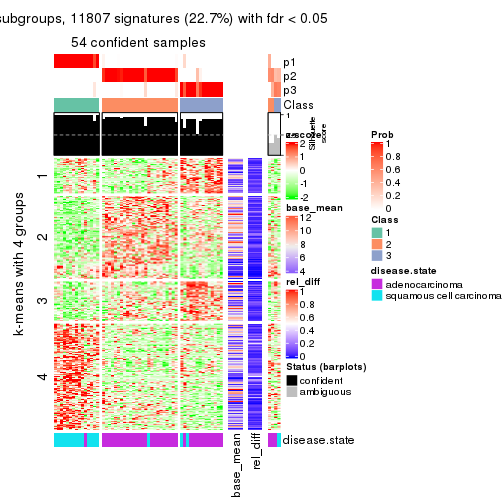 subgroups, 11807 signatures (22.7%) with fdr < 0.05
54 confident samples
p1
p2
p3
Class
1
Silhouette
score
k-means with 4 groups
1
2
3
4
z-score
2
1
0
-1
-2
base_mean
12
10
8
6
4
rel_diff
1
0.8
0.6
0.4
0.2
0
Status (barplots)
confident
ambiguous
Prob
1
0.8
0.6
0.4
0.2
0
Class
1
2
3
disease.state
adenocarcinoma
squamous cell carcinoma
disease.state
base_mean
rel_diff